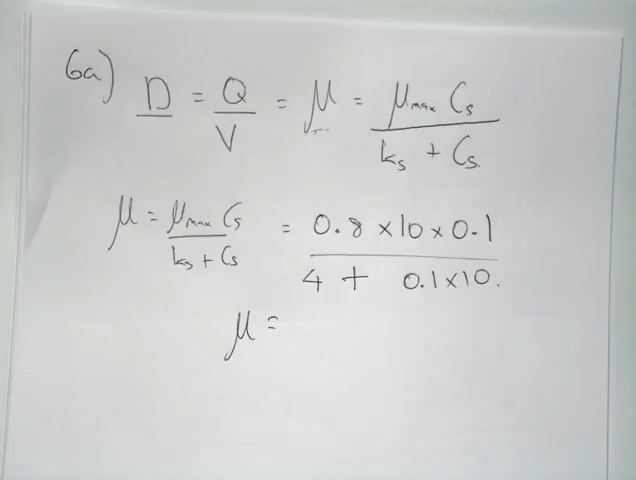 6a) D = Q/V = μ = μmax Cs / ks + Cs
μ = μmax Cs / ks + Cs = 0.8 × 10 × 0.1 / 4 + 0.1 × 10.
μ =